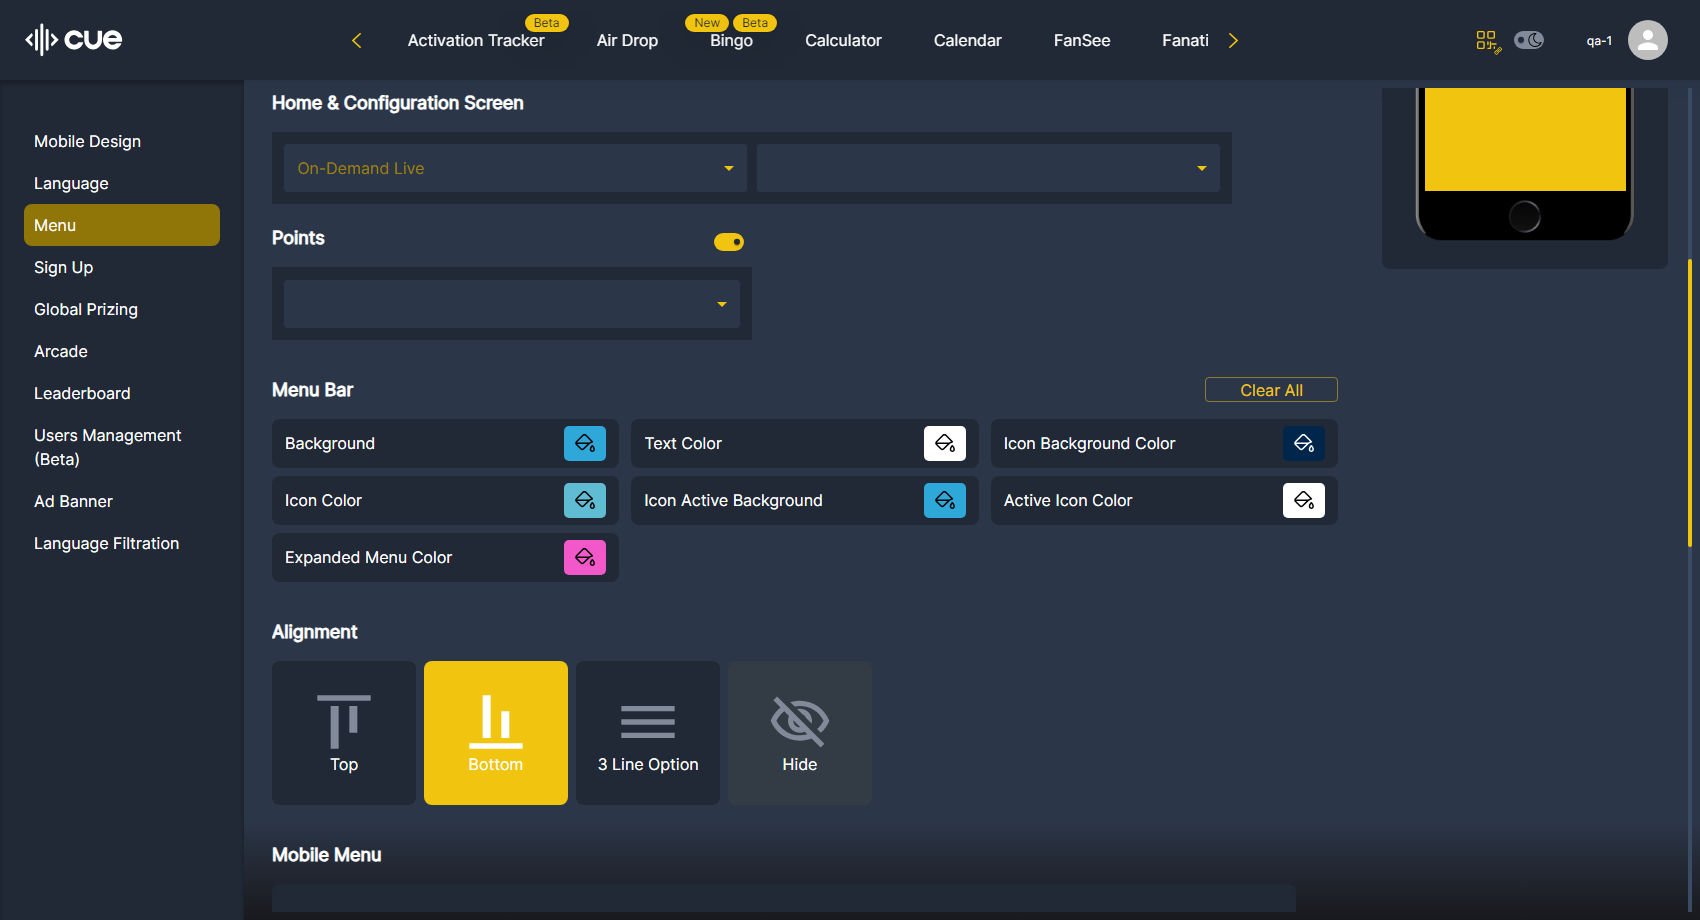 cue
Beta
New
Beta
Activation Tracker
Air Drop
Bingo
Calculator
Calendar
FanSee
Fanati
qa-1
Mobile Design
Language
Menu
Sign Up
Global Prizing
Arcade
Leaderboard
Users Management
(Beta)
Ad Banner
Language Filtration
Home & Configuration Screen
On-Demand Live
Points
Menu Bar
Clear All
Background
Text Color
Icon Background Color
Icon Color
Icon Active Background
Active Icon Color
Expanded Menu Color
Alignment
Top
Bottom
3 Line Option
Hide
Mobile Menu